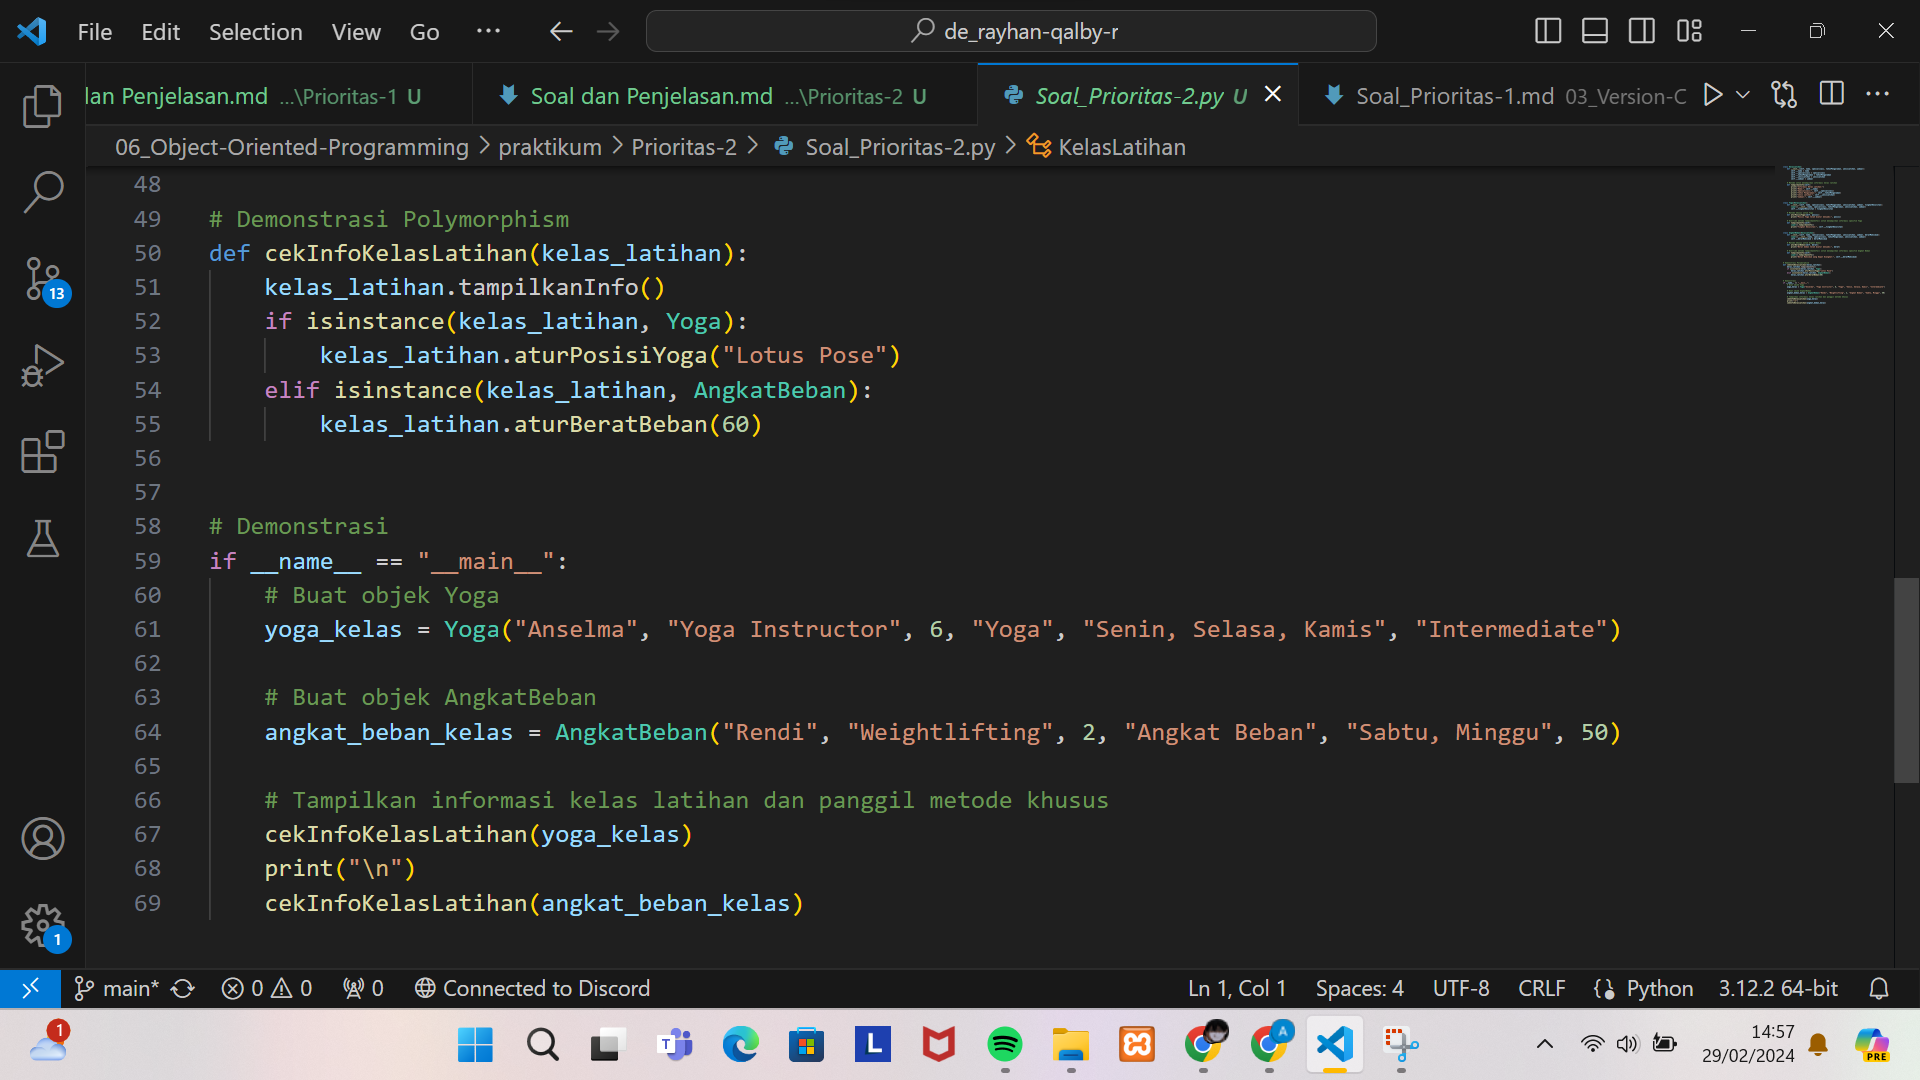 File Edit Selection View Go ··· de_rayhan-qalby-r
lan Penjelasan.md ...\Prioritas-1 U Soal dan Penjelasan.md ...\Prioritas-2 U Soal_Prioritas-2.py U Soal_Prioritas-1.md 03_Version-C
06_Object-Oriented-Programming > praktikum > Prioritas-2 > Soal_Prioritas-2.py > KelasLatihan
48
49 # Demonstrasi Polymorphism
50 def cekInfoKelasLatihan(kelas_latihan):
51 kelas_latihan.tampilkanInfo()
52 if isinstance(kelas_latihan, Yoga):
53 kelas_latihan.aturPosisiYoga("Lotus Pose")
54 elif isinstance(kelas_latihan, AngkatBeban):
55 kelas_latihan.aturBeratBeban(60)
56
57
58 # Demonstrasi
59 if __name__ == "__main__":
60 # Buat objek Yoga
61 yoga_kelas = Yoga("Anselma", "Yoga Instructor", 6, "Yoga", "Senin, Selasa, Kamis", "Intermediate")
62
63 # Buat objek AngkatBeban
64 angkat_beban_kelas = AngkatBeban("Rendi", "Weightlifting", 2, "Angkat Beban", "Sabtu, Minggu", 50)
65
66 # Tampilkan informasi kelas latihan dan panggil metode khusus
67 cekInfoKelasLatihan(yoga_kelas)
68 print("\n")
69 cekInfoKelasLatihan(angkat_beban_kelas)
13
1
main* 0 0 0 Connected to Discord Ln 1, Col 1 Spaces: 4 UTF-8 CRLF Python 3.12.2 64-bit
1 T L A 14:57 PRE
29/02/2024